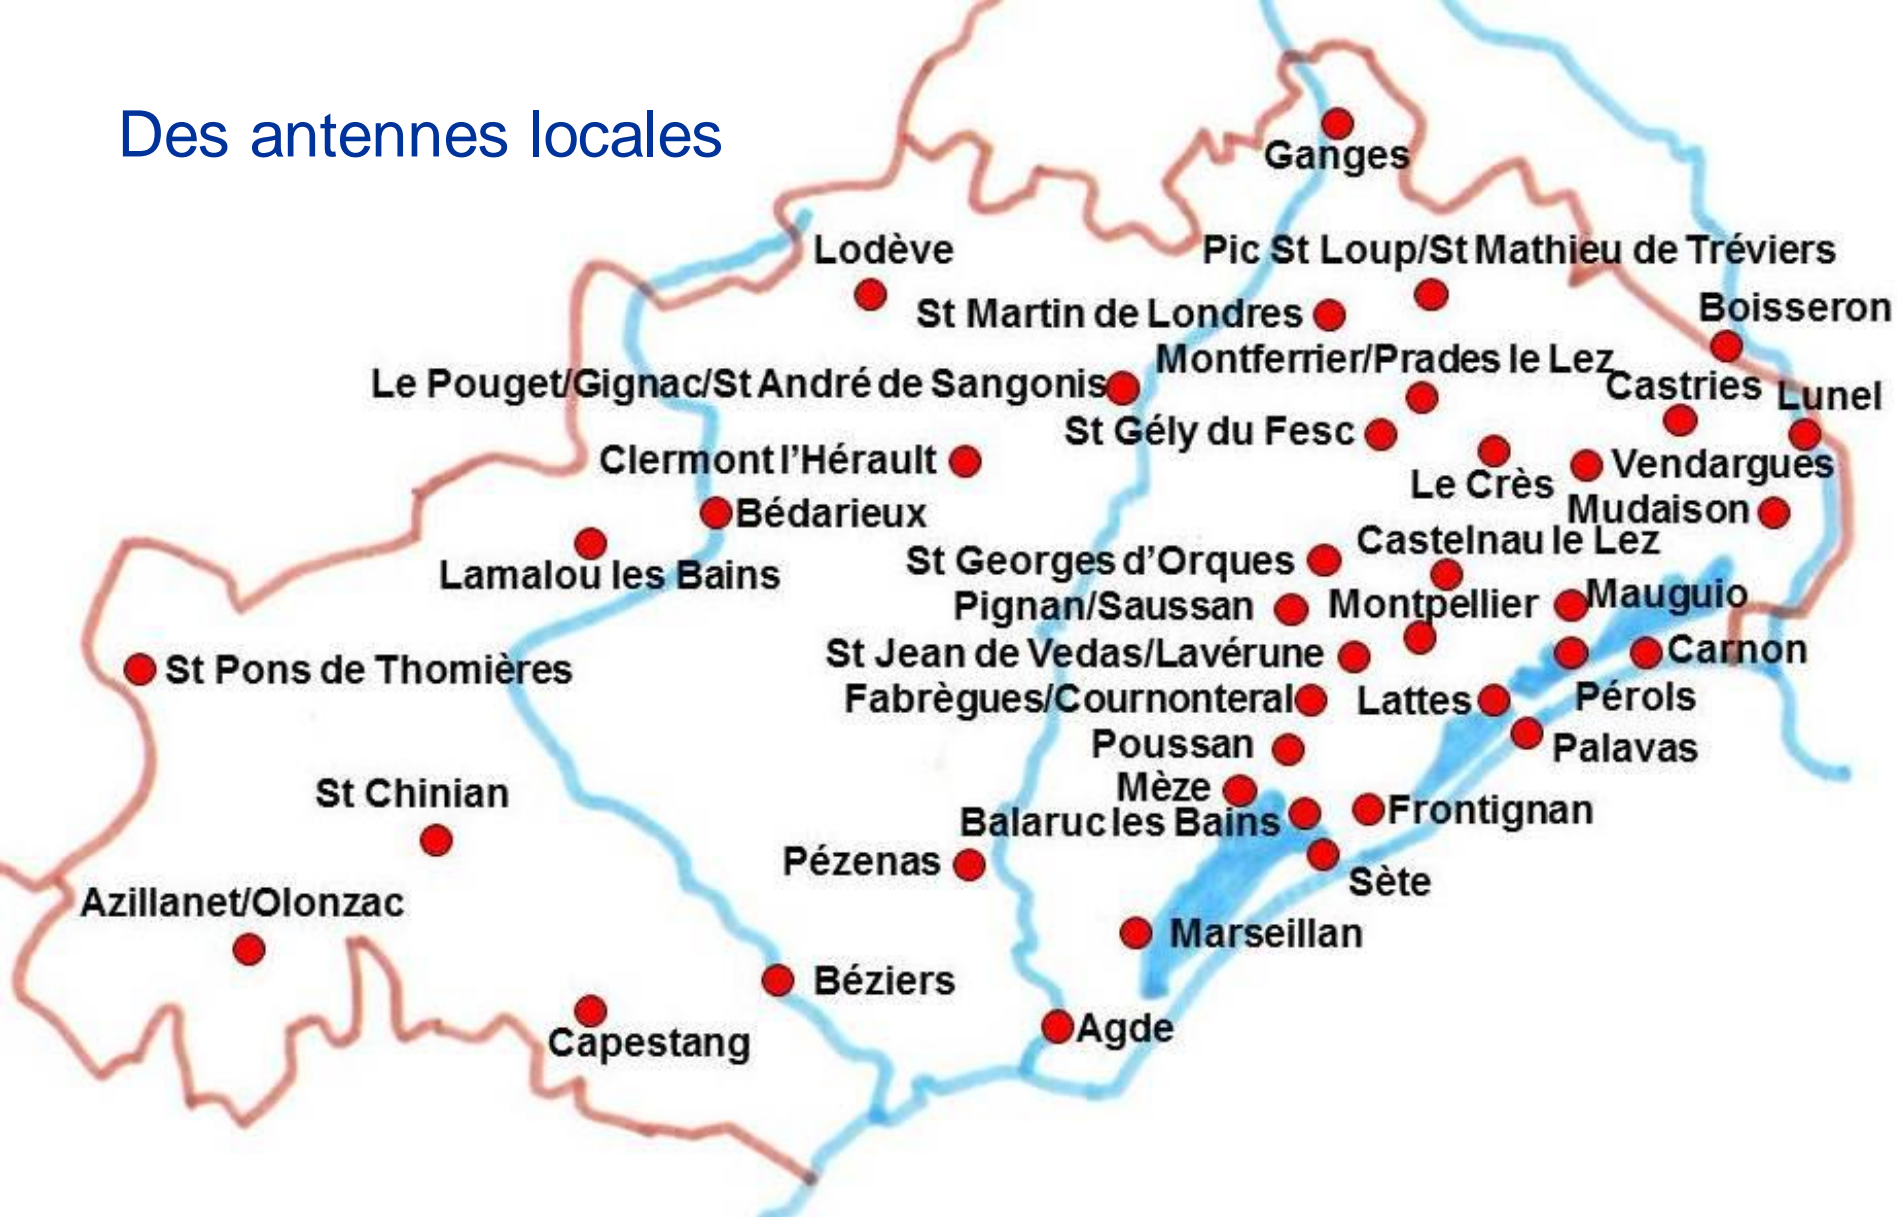 Des antennes locales
Ganges
Lodève
Pic St Loup/St Mathieu de Tréviers
St Martin de Londres
Boisseron
Montferrier/Prades le Lez
Le Pouget/Gignac/St André de Sangonis
Castries
Lunel
St Gély du Fesc
Clermont l'Hérault
Le Crès
Vendargues
Bédarieux
Mudaison
Castelnau le Lez
St Georges d'Orques
Lamalou les Bains
Mauguio
Pignan/Saussan
Montpellier
St Jean de Vedas/Lavérune
Carnon
St Pons de Thomières
Fabrègues/Cournonteral
Lattes
Pérols
Poussan
Palavas
Mèze
St Chinian
Frontignan
Balaruc les Bains
Pézenas
Sète
Azillanet/Olonzac
Marseillan
Béziers
Agde
Capestang